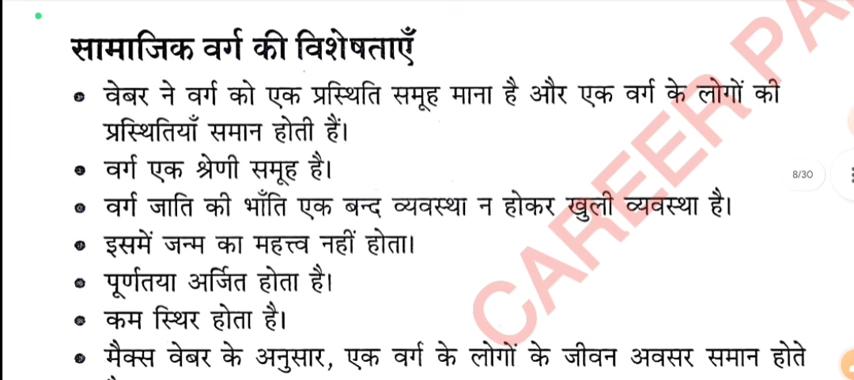 सामाजिक वर्ग की विशेषताएँ
• वेबर ने वर्ग को एक प्रस्थिति समूह माना है और एक वर्ग के लोगों की
प्रस्थितियाँ समान होती हैं।
• वर्ग एक श्रेणी समूह है।
8/30
• वर्ग जाति की भाँति एक बन्द व्यवस्था न होकर खुली व्यवस्था है।
• इसमें जन्म का महत्त्व नहीं होता।
• पूर्णतया अर्जित होता है।
• कम स्थिर होता है।
• मैक्स वेबर के अनुसार, एक वर्ग के लोगों के जीवन अवसर समान होते
CAREER